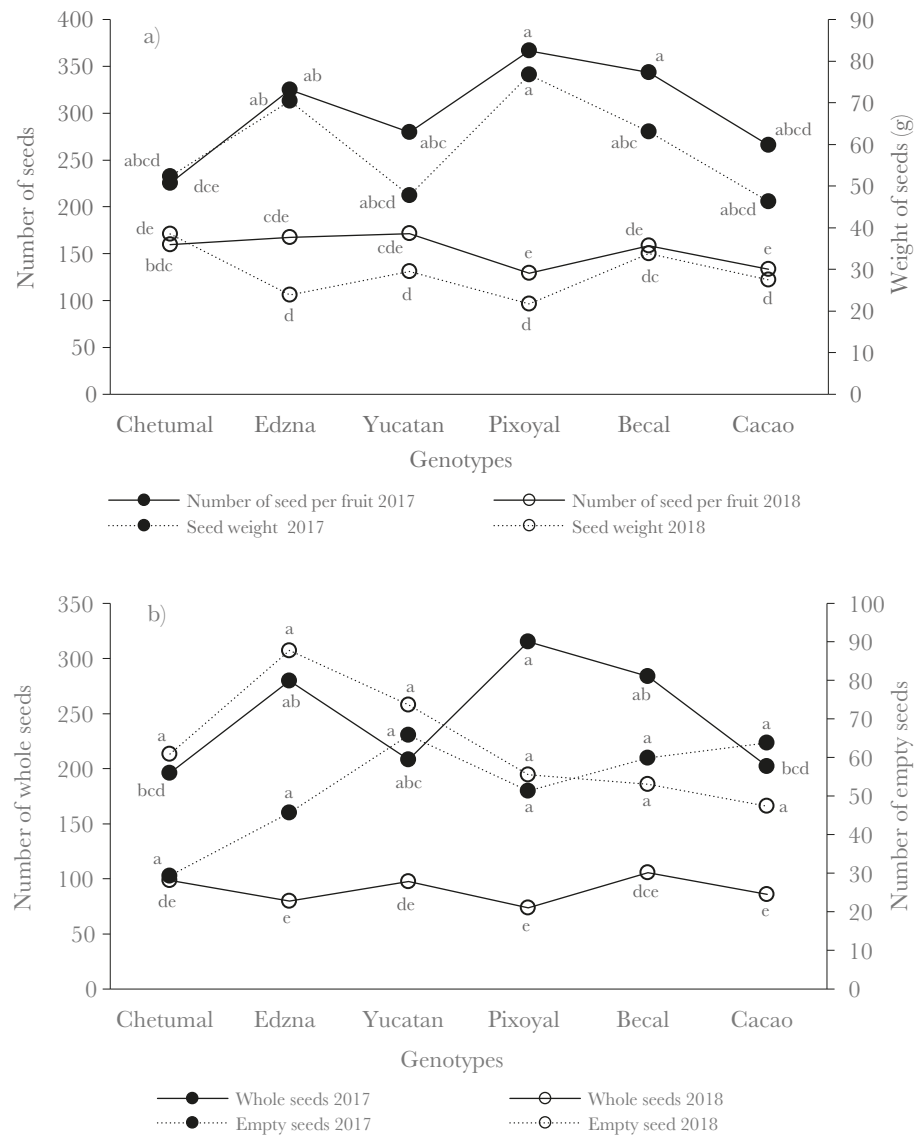 a)
Number of seeds
400
350
300
250
200
150
100
50
0
Weight of seeds (g)
90
80
70
60
50
40
30
20
10
0
abcd
dce
de
bdc
ab
ab
cde
d
abc
abcd
cde
d
a
a
e
d
a
abc
de
dc
abcd
abcd
e
d
Chetumal Edzna Yucatan Pixoyal Becal Cacao
Genotypes
Number of seed per fruit 2017 Number of seed per fruit 2018
Seed weight 2017 Seed weight 2018
b)
Number of whole seeds
350
300
250
200
150
100
50
0
Number of empty seeds
100
90
80
70
60
50
40
30
20
10
0
a
bcd
a
de
a
ab
a
e
a
a
abc
de
a
a
a
e
ab
a
a
dce
a
bcd
a
e
Chetumal Edzna Yucatan Pixoyal Becal Cacao
Genotypes
Whole seeds 2017 Whole seeds 2018
Empty seeds 2017 Empty seed 2018